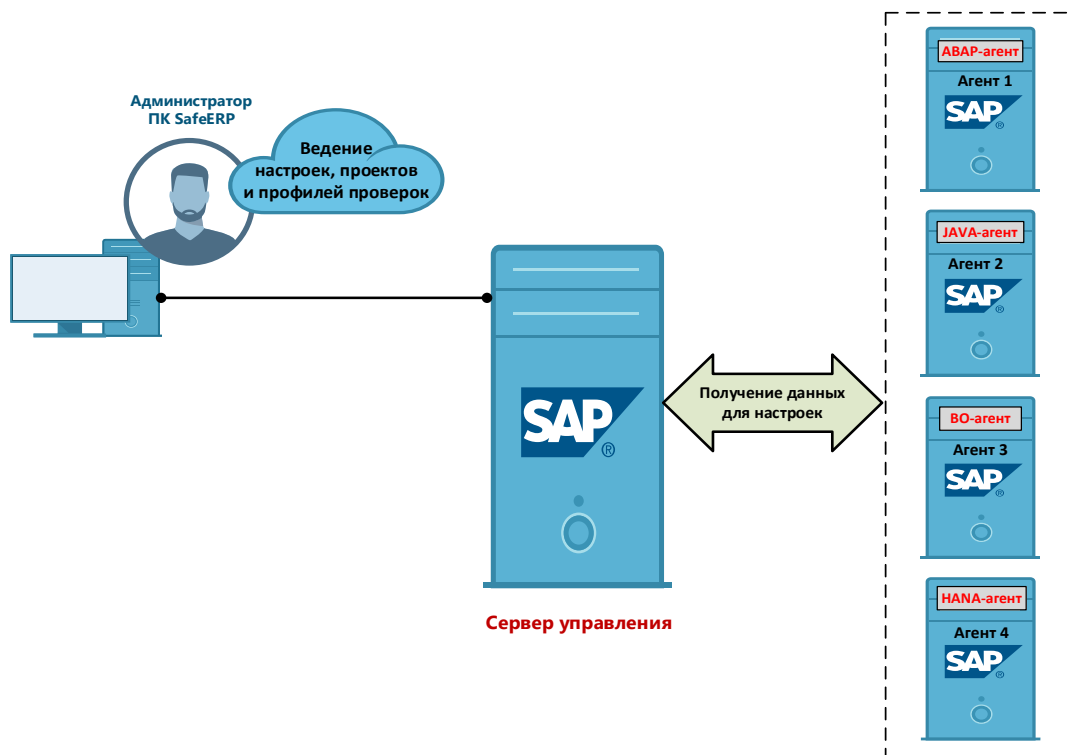 Администратор
ПК SafeERP
Ведение
настроек, проектов
и профилей проверок
SAP
®
Сервер управления
Получение данных
для настроек
ABAP-агент
Агент 1
SAP
®
JAVA-агент
Агент 2
SAP
®
BO-агент
Агент 3
SAP
®
HANA-агент
Агент 4
SAP
®